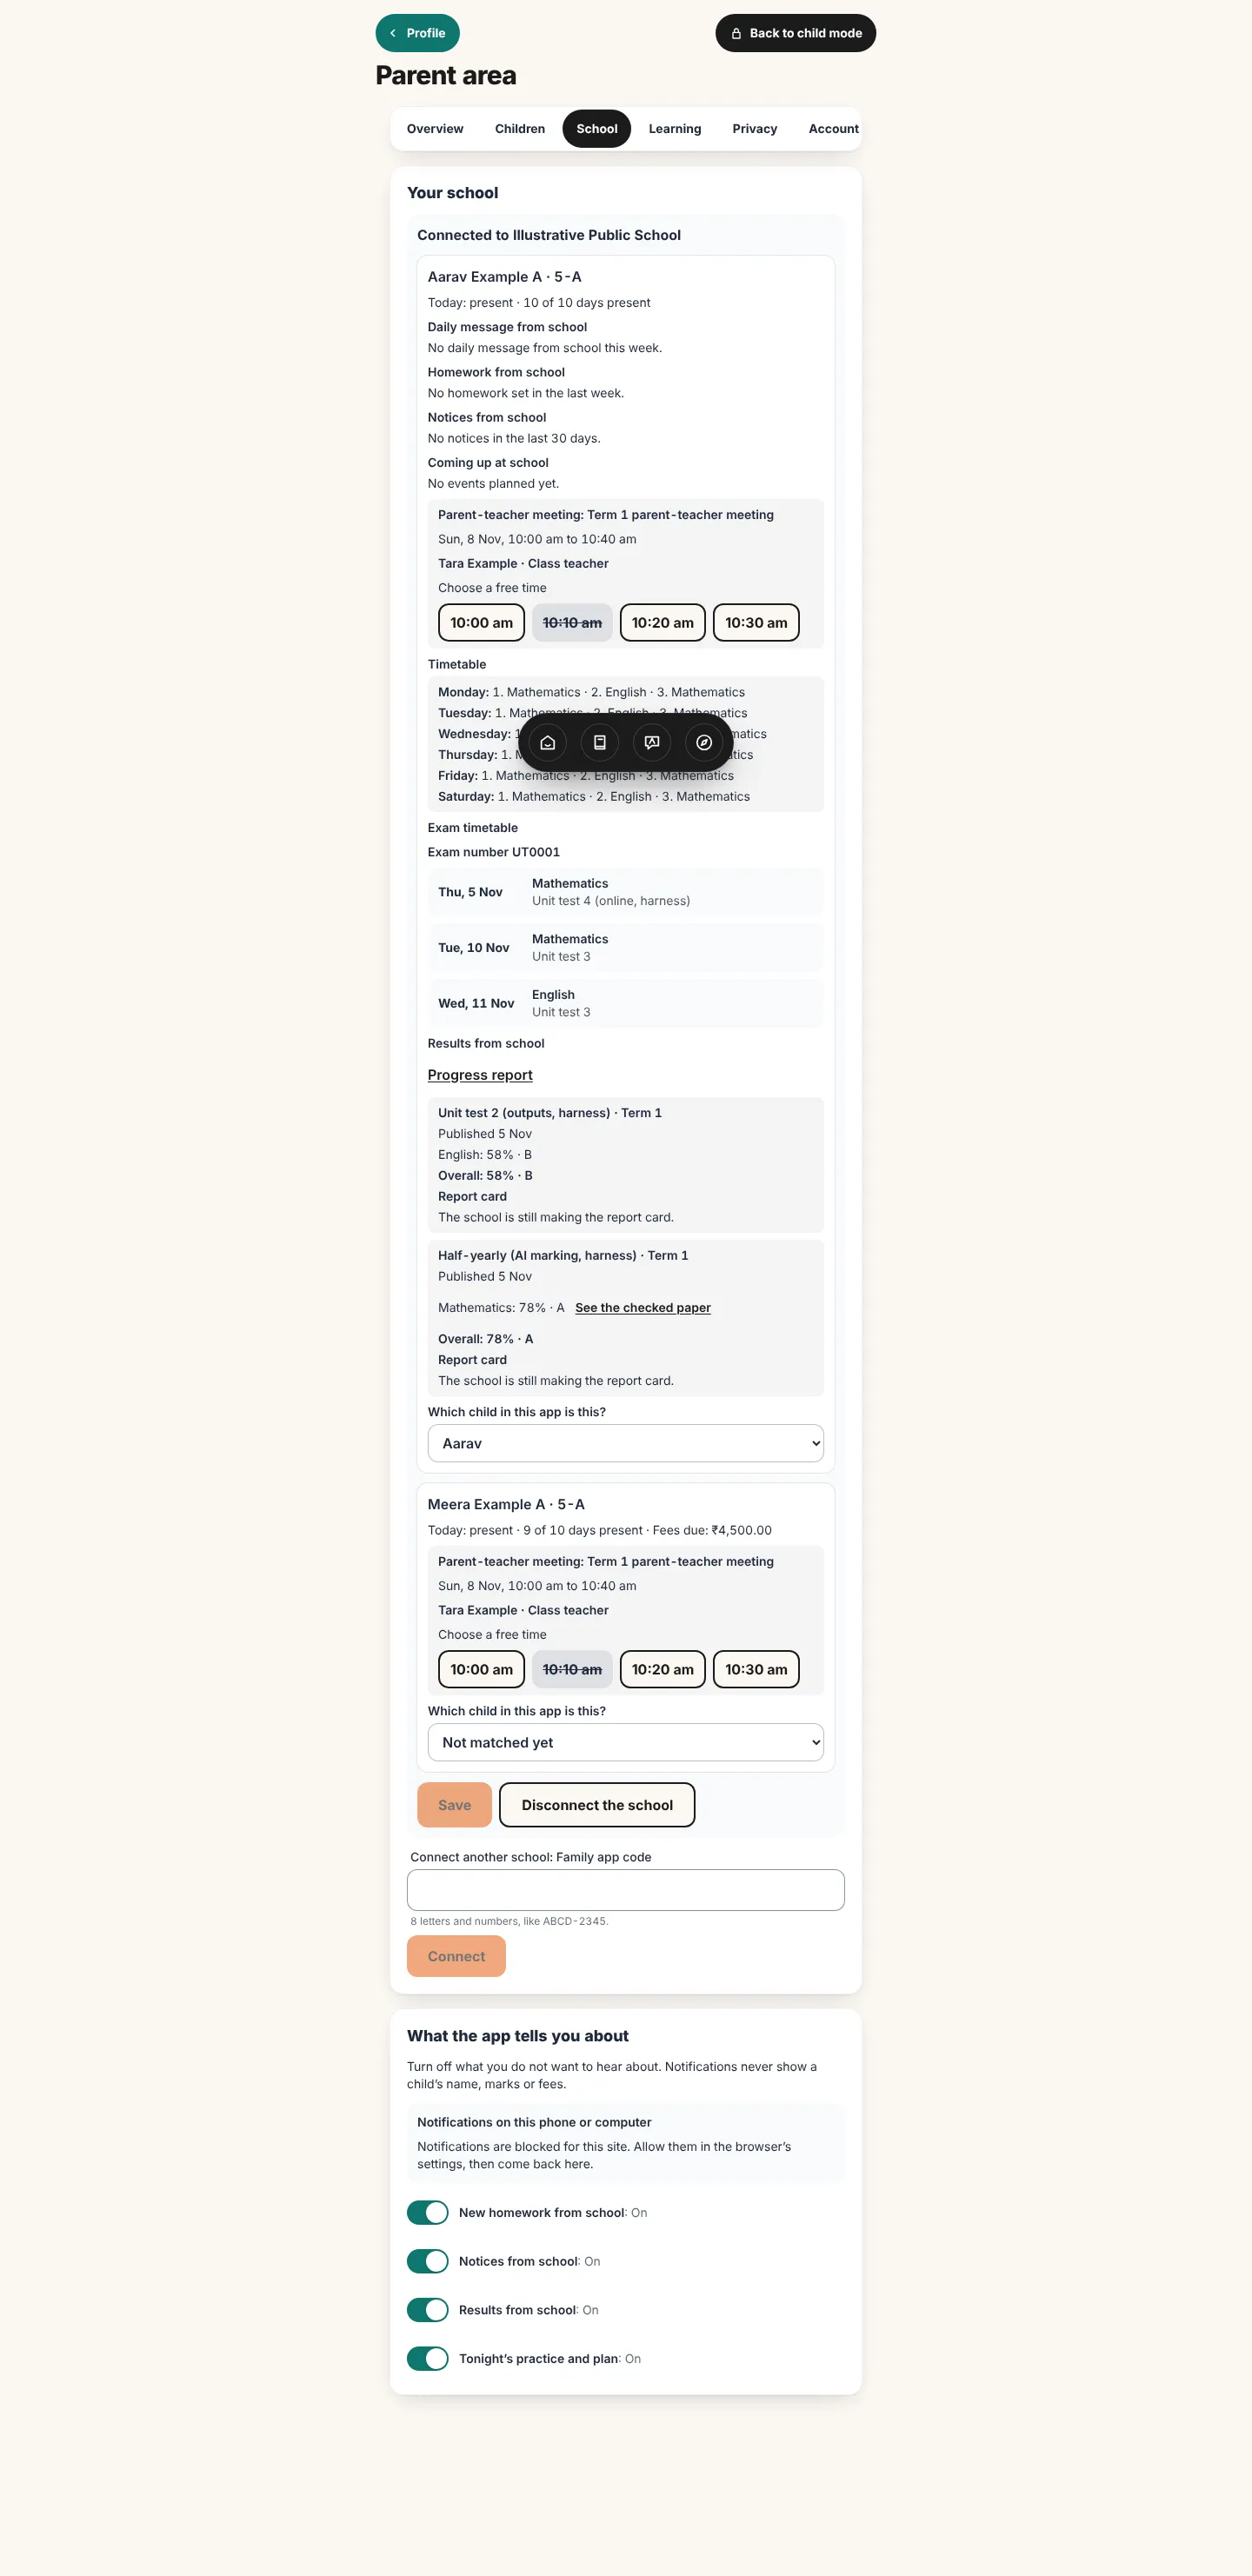 Profile
Back to child mode
Parent area
Overview
Children
School
Learning
Privacy
Account
Your school
Connected to Illustrative Public School
Aarav Example A · 5-A
Today: present · 10 of 10 days present
Daily message from school
No daily message from school this week.
Homework from school
No homework set in the last week.
Notices from school
No notices in the last 30 days.
Coming up at school
No events planned yet.
Parent-teacher meeting: Term 1 parent-teacher meeting
Sun, 8 Nov, 10:00 am to 10:40 am
Tara Example · Class teacher
Choose a free time
10:00 am
10:10 am
10:20 am
10:30 am
Timetable
Monday: 1. Mathematics · 2. English · 3. Mathematics
Tuesday: 1. Mathematics · 2. English · 3. Mathematics
Wednesday:
Thursday: 1.
Friday: 1. Mathematics · 2. English · 3. Mathematics
Saturday: 1. Mathematics · 2. English · 3. Mathematics
Exam timetable
Exam number UT0001
Thu, 5 Nov
Mathematics
Unit test 4 (online, harness)
Tue, 10 Nov
Mathematics
Unit test 3
Wed, 11 Nov
English
Unit test 3
Results from school
Progress report
Unit test 2 (outputs, harness) · Term 1
Published 5 Nov
English: 58% · B
Overall: 58% · B
Report card
The school is still making the report card.
Half-yearly (AI marking, harness) · Term 1
Published 5 Nov
Mathematics: 78% · A See the checked paper
Overall: 78% · A
Report card
The school is still making the report card.
Which child in this app is this?
Aarav
Meera Example A · 5-A
Today: present · 9 of 10 days present · Fees due: ₹4,500.00
Parent-teacher meeting: Term 1 parent-teacher meeting
Sun, 8 Nov, 10:00 am to 10:40 am
Tara Example · Class teacher
Choose a free time
10:00 am
10:10 am
10:20 am
10:30 am
Which child in this app is this?
Not matched yet
Save
Disconnect the school
Connect another school: Family app code
8 letters and numbers, like ABCD-2345.
Connect
What the app tells you about
Turn off what you do not want to hear about. Notifications never show a
child’s name, marks or fees.
Notifications on this phone or computer
Notifications are blocked for this site. Allow them in the browser’s
settings, then come back here.
New homework from school: On
Notices from school: On
Results from school: On
Tonight’s practice and plan: On